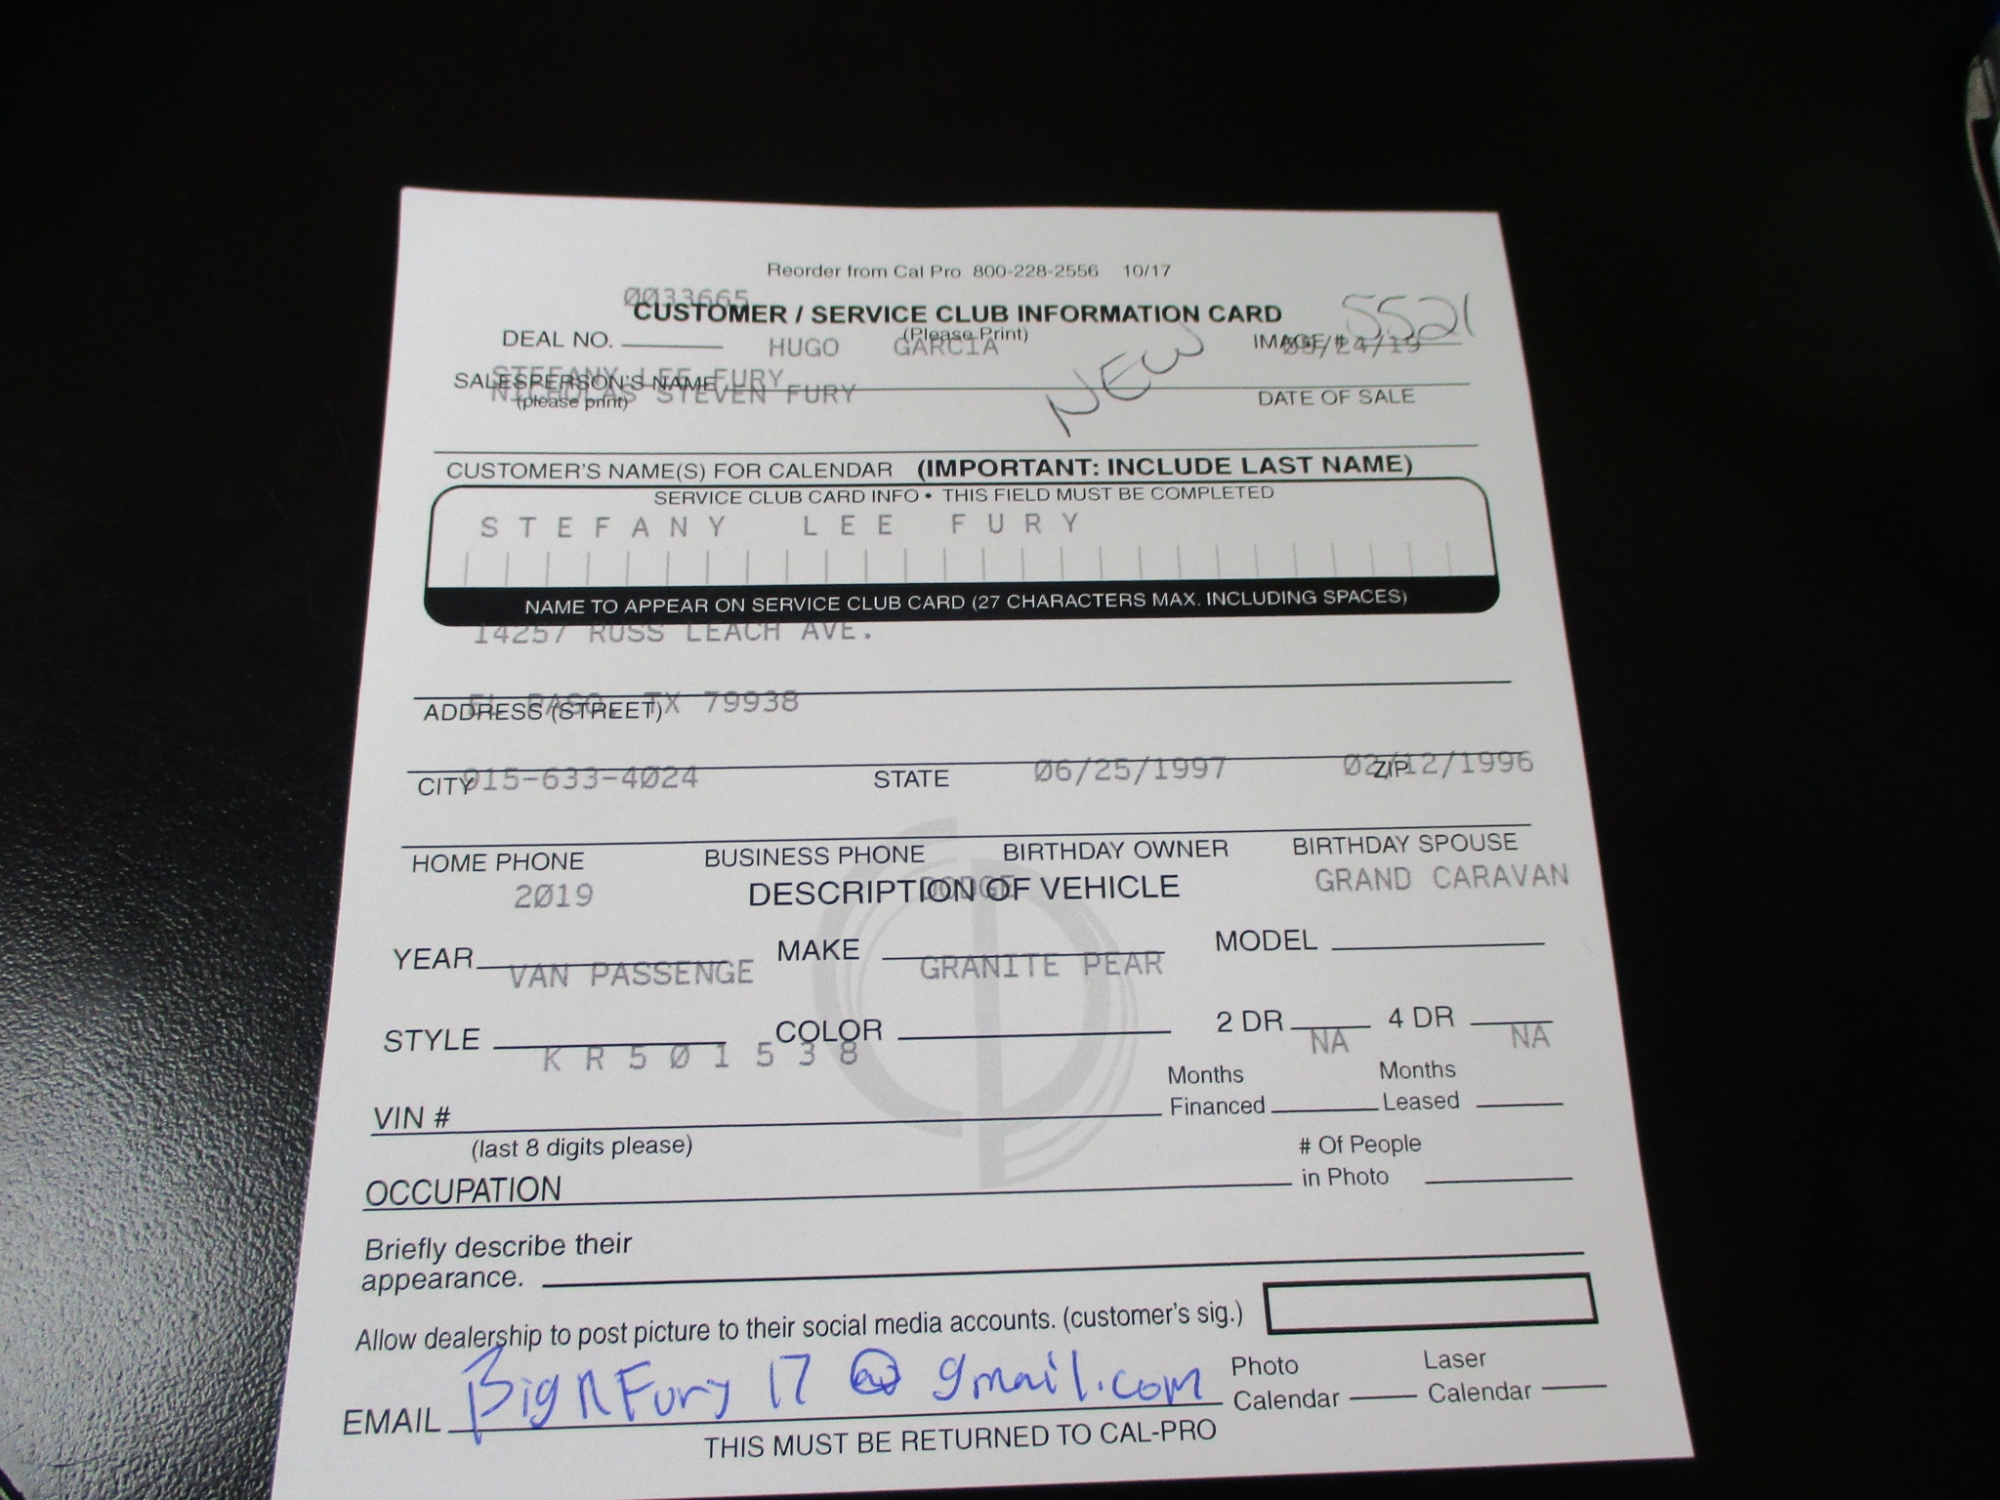 Reorder from Cal Pro 800-228-2556 10/17
0033665
CUSTOMER / SERVICE CLUB INFORMATION CARD
(Please Print)
DEAL NO. HUGO GARCIA
IMAGE # 5521
NEW
STEFANY LEE FURY
SALESPERSON'S NAME
NICHOLAS STEVEN FURY
(please print)
DATE OF SALE
CUSTOMER'S NAME(S) FOR CALENDAR (IMPORTANT: INCLUDE LAST NAME)
SERVICE CLUB CARD INFO • THIS FIELD MUST BE COMPLETED
STEFANY LEE FURY
NAME TO APPEAR ON SERVICE CLUB CARD (27 CHARACTERS MAX. INCLUDING SPACES)
14257 RUSS LEACH AVE.
EL PASO, TX 79938
ADDRESS (STREET)
915-633-4024 06/25/1997 02/12/1996
CITY STATE ZIP
HOME PHONE BUSINESS PHONE BIRTHDAY OWNER BIRTHDAY SPOUSE
2019 DODGE GRAND CARAVAN
DESCRIPTION OF VEHICLE
YEAR MAKE MODEL
VAN PASSENGE GRANITE PEAR
STYLE COLOR 2 DR 4 DR
KR501538 NA NA
Months Months
VIN # Financed Leased
(last 8 digits please)
# Of People
OCCUPATION in Photo
Briefly describe their
appearance.
Allow dealership to post picture to their social media accounts. (customer's sig.)
Photo Laser
EMAIL BignFury17@gmail.com Calendar Calendar
THIS MUST BE RETURNED TO CAL-PRO